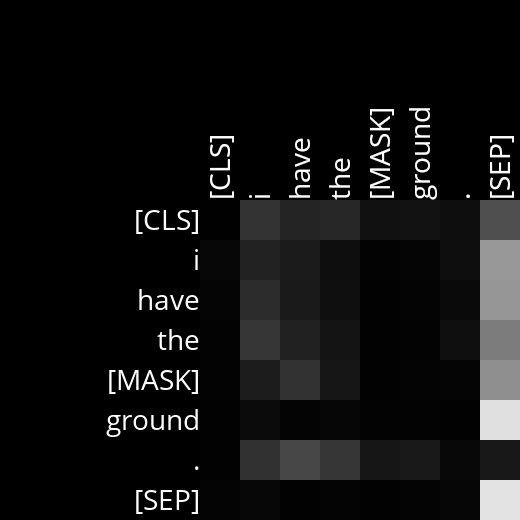 [CLS] i have the [MASK] ground . [SEP]
[CLS]
i
have
the
[MASK]
ground
.
[SEP]